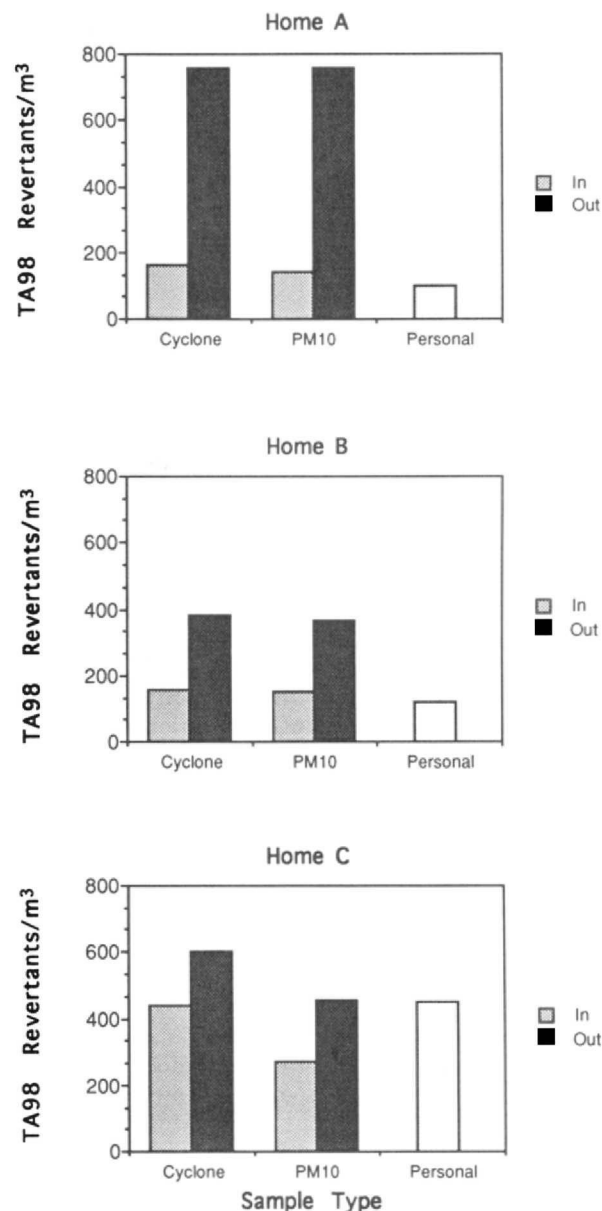 Home A
TA98 Revertants/m³
800
600
400
200
0
Cyclone PM10 Personal
In
Out
Home B
TA98 Revertants/m³
800
600
400
200
0
Cyclone PM10 Personal
In
Out
Home C
TA98 Revertants/m³
800
600
400
200
0
Cyclone PM10 Personal
In
Out
Sample Type